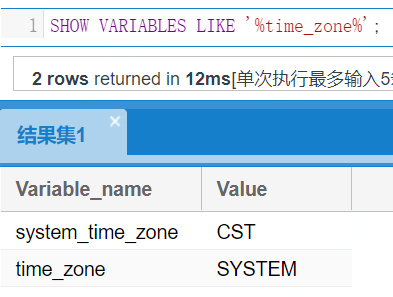 1 SHOW VARIABLES LIKE '%time_zone%';
2 rows returned in 12ms[单次执行最多输入5
结果集1 ×
Variable_name Value
system_time_zone CST
time_zone SYSTEM